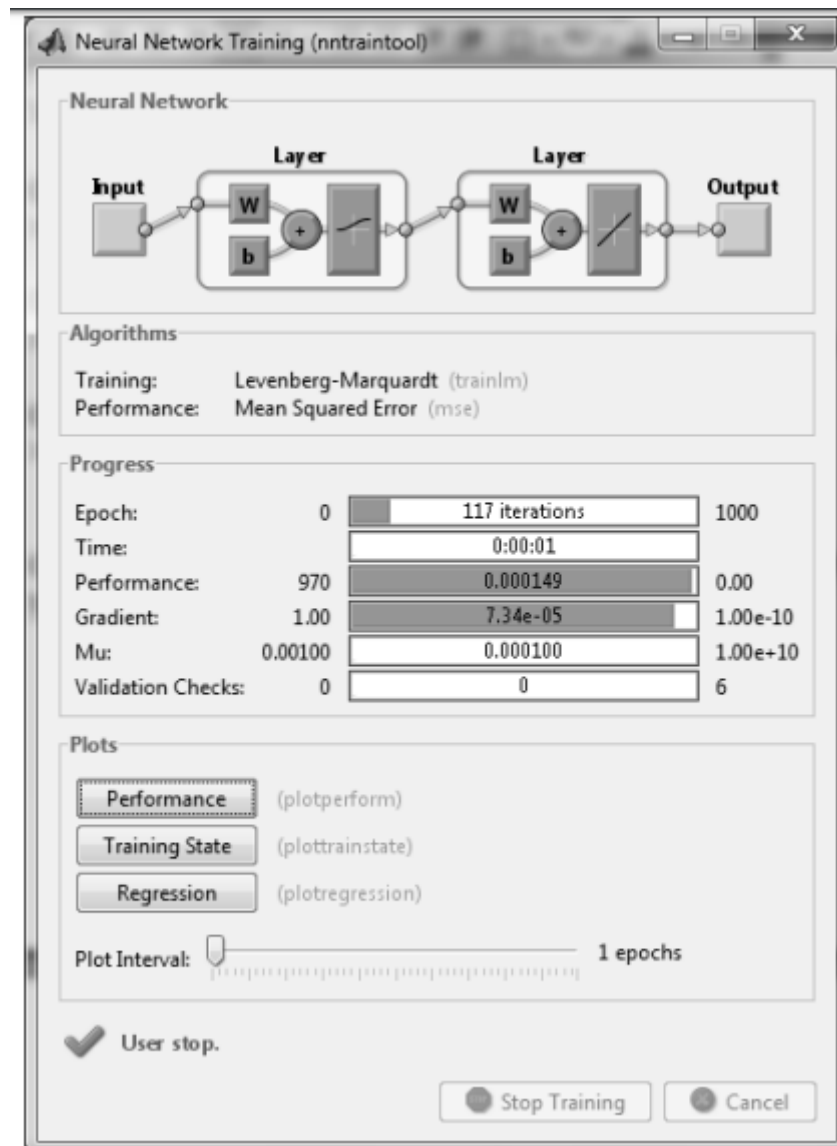 Neural Network Training (nntraintool)
Neural Network
Layer Layer
Input Output
W W
+ +
b b
Algorithms
Training: Levenberg-Marquardt (trainlm)
Performance: Mean Squared Error (mse)
Progress
Epoch: 0 117 iterations 1000
Time: 0:00:01
Performance: 970 0.000149 0.00
Gradient: 1.00 7.34e-05 1.00e-10
Mu: 0.00100 0.000100 1.00e+10
Validation Checks: 0 0 6
Plots
Performance (plotperform)
Training State (plottrainstate)
Regression (plotregression)
Plot Interval: 1 epochs
User stop.
Stop Training Cancel